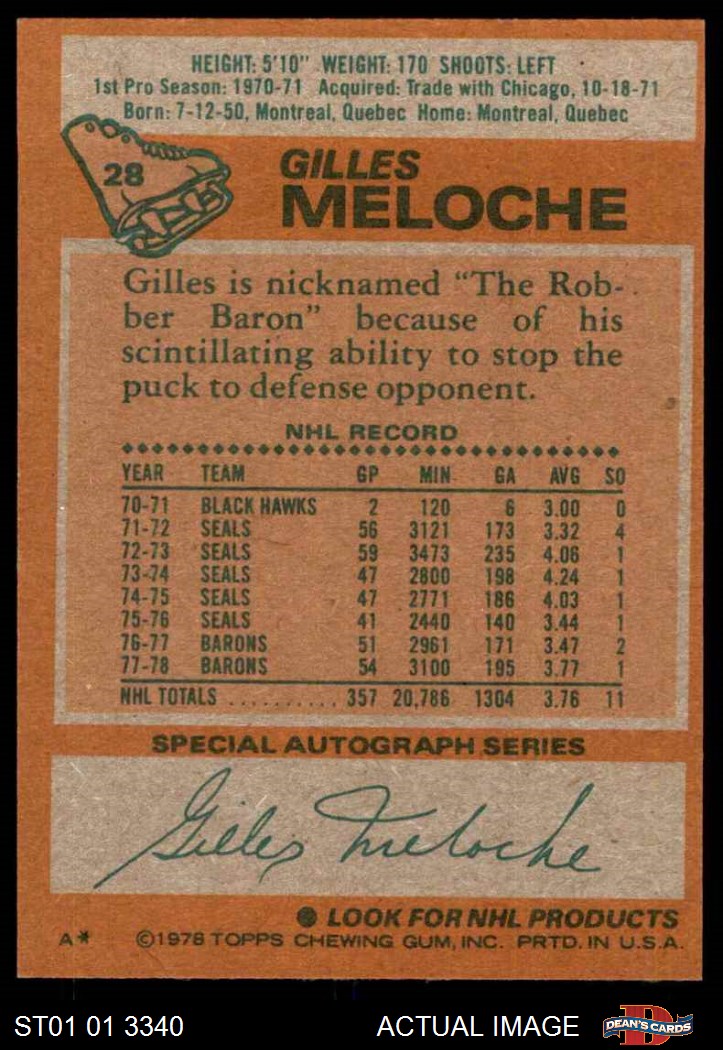 HEIGHT: 5'10" WEIGHT: 170 SHOOTS: LEFT
1st Pro Season: 1970-71 Acquired: Trade with Chicago, 10-18-71
Born: 7-12-50, Montreal, Quebec Home: Montreal, Quebec
28
GILLES
MELOCHE
Gilles is nicknamed "The Rob-
ber Baron" because of his
scintillating ability to stop the
puck to defense opponent.
NHL RECORD
YEAR TEAM GP MIN GA AVG SO
70-71 BLACK HAWKS 2 120 6 3.00 0
71-72 SEALS 56 3121 173 3.32 4
72-73 SEALS 59 3473 235 4.06 1
73-74 SEALS 47 2800 198 4.24 1
74-75 SEALS 47 2771 186 4.03 1
75-76 SEALS 41 2440 140 3.44 1
76-77 BARONS 51 2961 171 3.47 2
77-78 BARONS 54 3100 195 3.77 1
NHL TOTALS .......... 357 20,786 1304 3.76 11
SPECIAL AUTOGRAPH SERIES
Gilles Meloche
● LOOK FOR NHL PRODUCTS
A* ©1978 TOPPS CHEWING GUM, INC. PRTD. IN U.S.A.
ST01 01 3340 ACTUAL IMAGE D DEAN'S CARDS